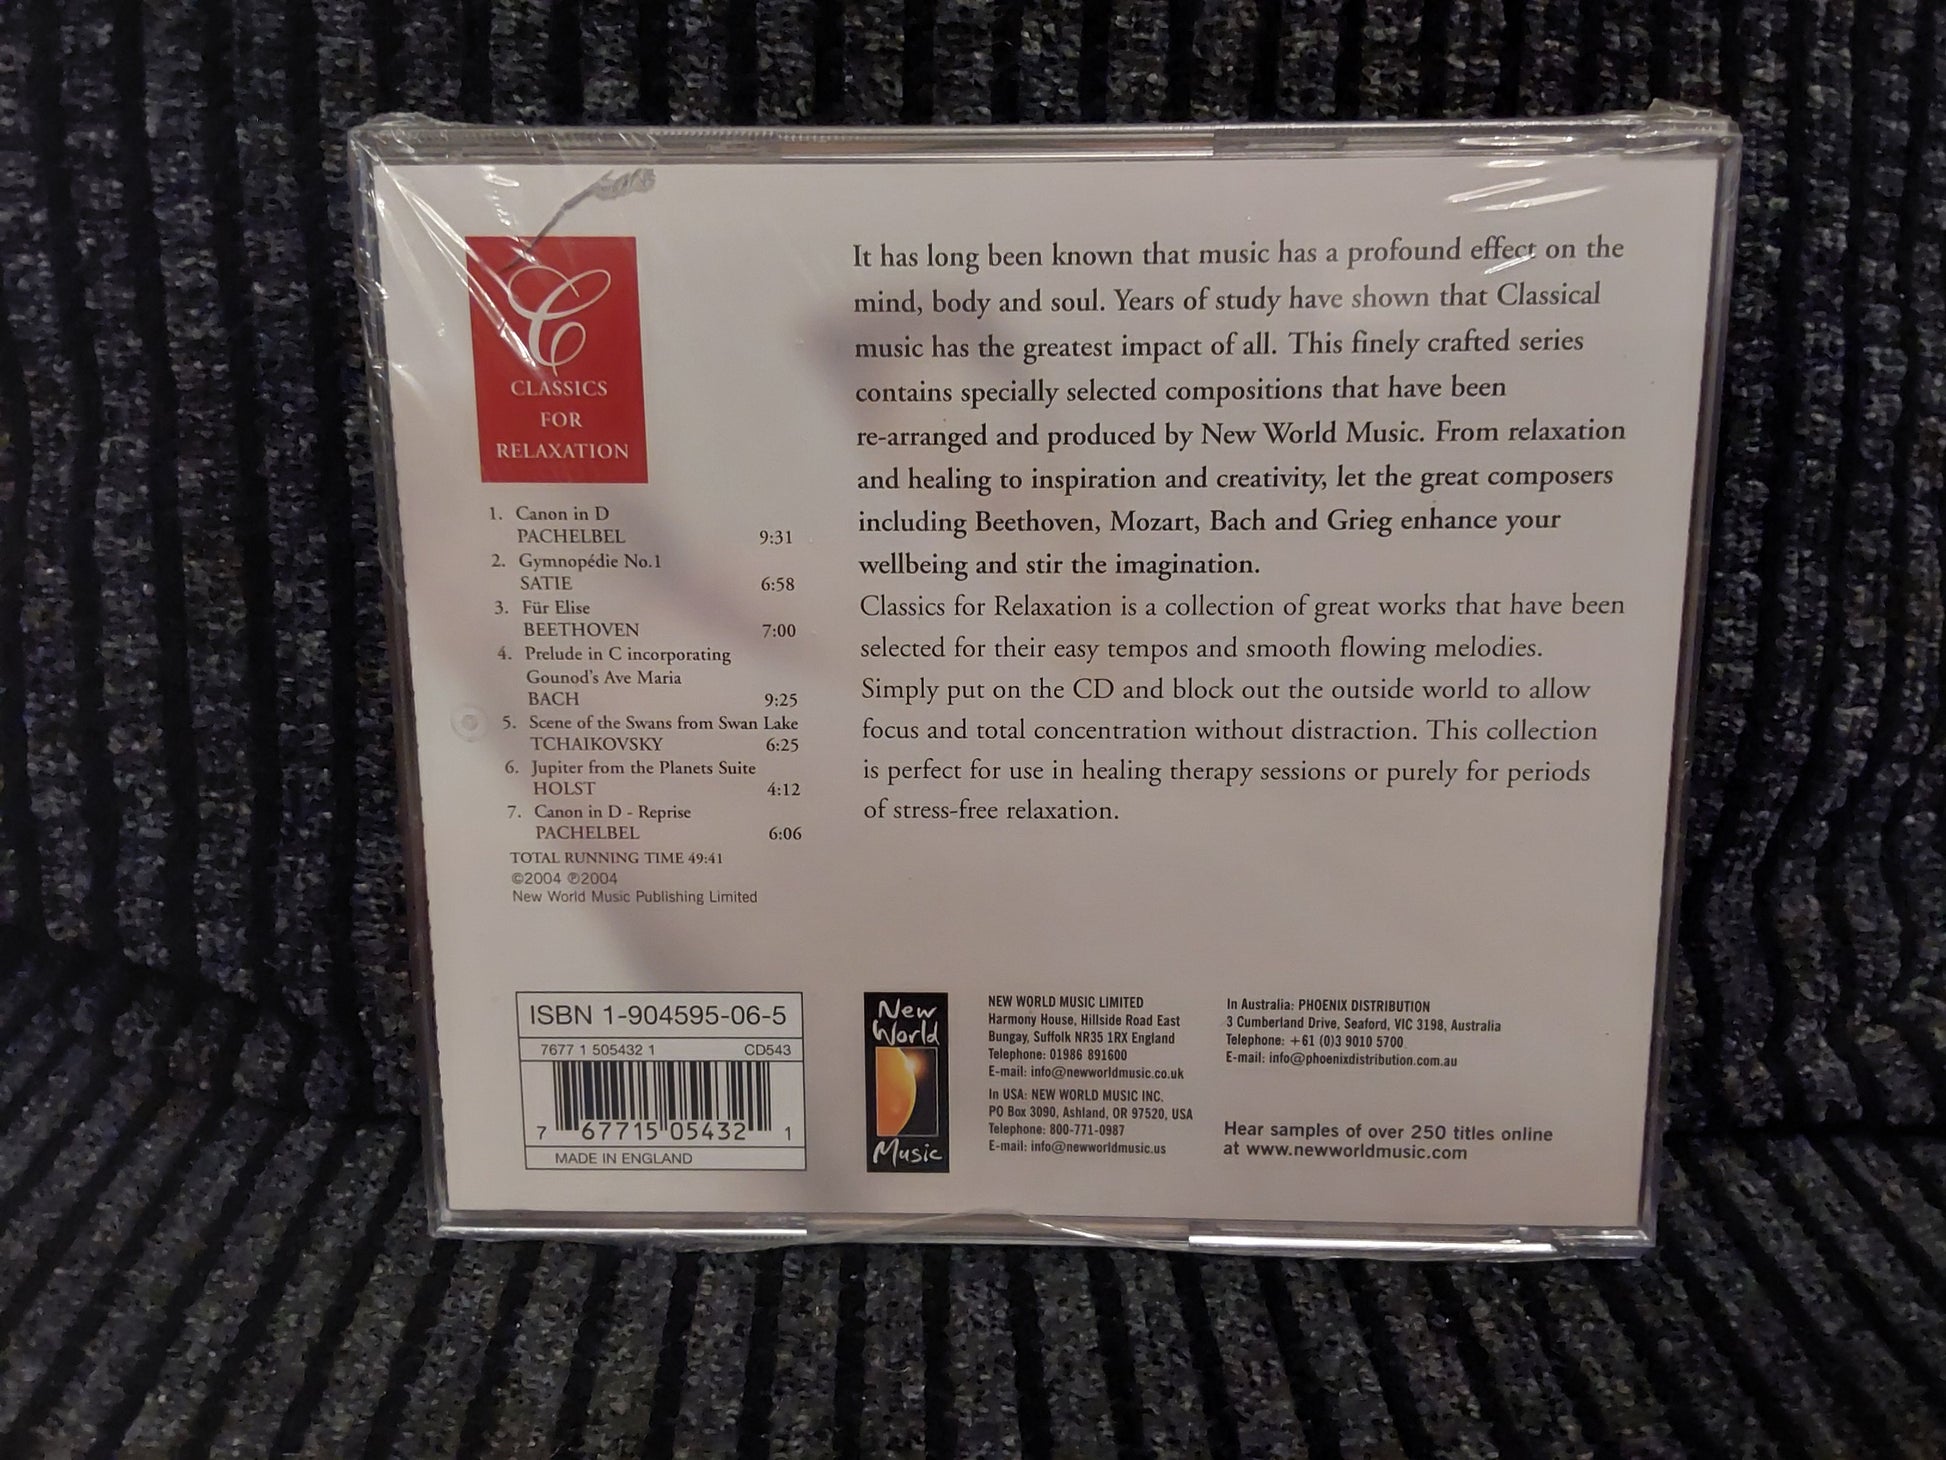 C
CLASSICS
FOR
RELAXATION
1. Canon in D
PACHELBEL 9:31
2. Gymnopédie No.1
SATIE 6:58
3. Für Elise
BEETHOVEN 7:00
4. Prelude in C incorporating
Gounod's Ave Maria
BACH 9:25
5. Scene of the Swans from Swan Lake
TCHAIKOVSKY 6:25
6. Jupiter from the Planets Suite
HOLST 4:12
7. Canon in D - Reprise
PACHELBEL 6:06
TOTAL RUNNING TIME 49:41
©2004 ℗2004
New World Music Publishing Limited
It has long been known that music has a profound effect on the
mind, body and soul. Years of study have shown that Classical
music has the greatest impact of all. This finely crafted series
contains specially selected compositions that have been
re-arranged and produced by New World Music. From relaxation
and healing to inspiration and creativity, let the great composers
including Beethoven, Mozart, Bach and Grieg enhance your
wellbeing and stir the imagination.
Classics for Relaxation is a collection of great works that have been
selected for their easy tempos and smooth flowing melodies.
Simply put on the CD and block out the outside world to allow
focus and total concentration without distraction. This collection
is perfect for use in healing therapy sessions or purely for periods
of stress-free relaxation.
ISBN 1-904595-06-5
7677 1 505432 1 CD543
7 67715 05432 1
MADE IN ENGLAND
New
World
Music
NEW WORLD MUSIC LIMITED
Harmony House, Hillside Road East
Bungay, Suffolk NR35 1RX England
Telephone: 01986 891600
E-mail: info@newworldmusic.co.uk
In USA: NEW WORLD MUSIC INC.
PO Box 3090, Ashland, OR 97520, USA
Telephone: 800-771-0987
E-mail: info@newworldmusic.us
In Australia: PHOENIX DISTRIBUTION
3 Cumberland Drive, Seaford, VIC 3198, Australia
Telephone: +61 (0)3 9010 5700
E-mail: info@phoenixdistribution.com.au
Hear samples of over 250 titles online
at www.newworldmusic.com